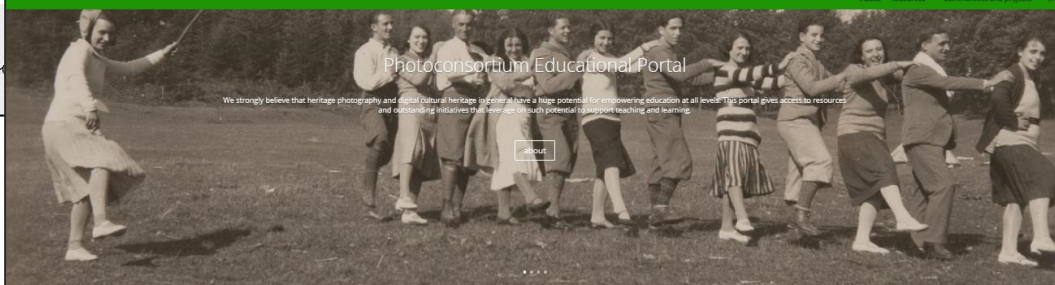 Photoconsortium Educational Portal
We strongly believe that heritage photography and digital cultural heritage in general have a huge potential for empowering education at all levels. This portal gives access to resources
and outstanding initiatives that leverage on such potential to support teaching and learning.
about